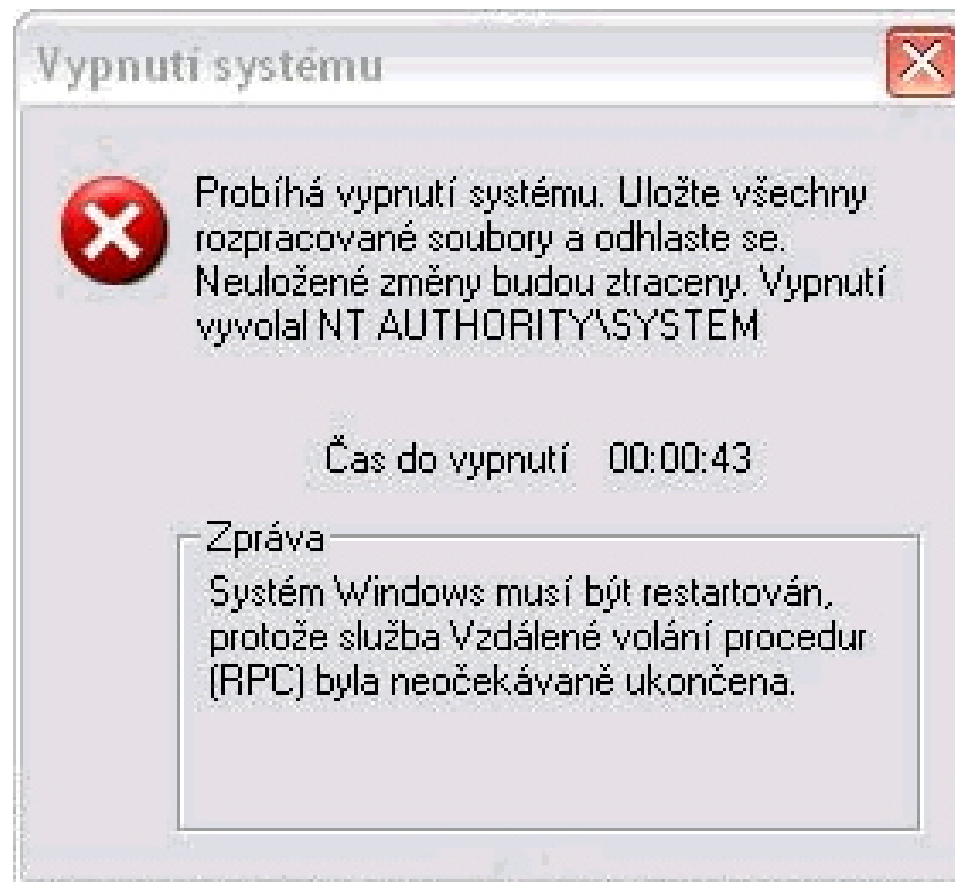 Vypnutí systému
Probíhá vypnutí systému. Uložte všechny
rozpracované soubory a odhlaste se.
Neuložené změny budou ztraceny. Vypnutí
vyvolal NT AUTHORITY\SYSTEM
Čas do vypnutí 00:00:43
Zpráva
Systém Windows musí být restartován,
protože služba Vzdálené volání procedur
(RPC) byla neočekávaně ukončena.